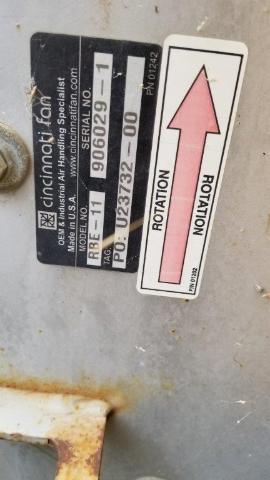 cincinnati fan
OEM & Industrial Air Handling Specialist
Made in U.S.A. www.cincinnatifan.com
MODEL NO. SERIAL NO.
RBE-11 906029-1
TAG:
PO: U23732-00
PN 01242
ROTATION
ROTATION
P/N 01202